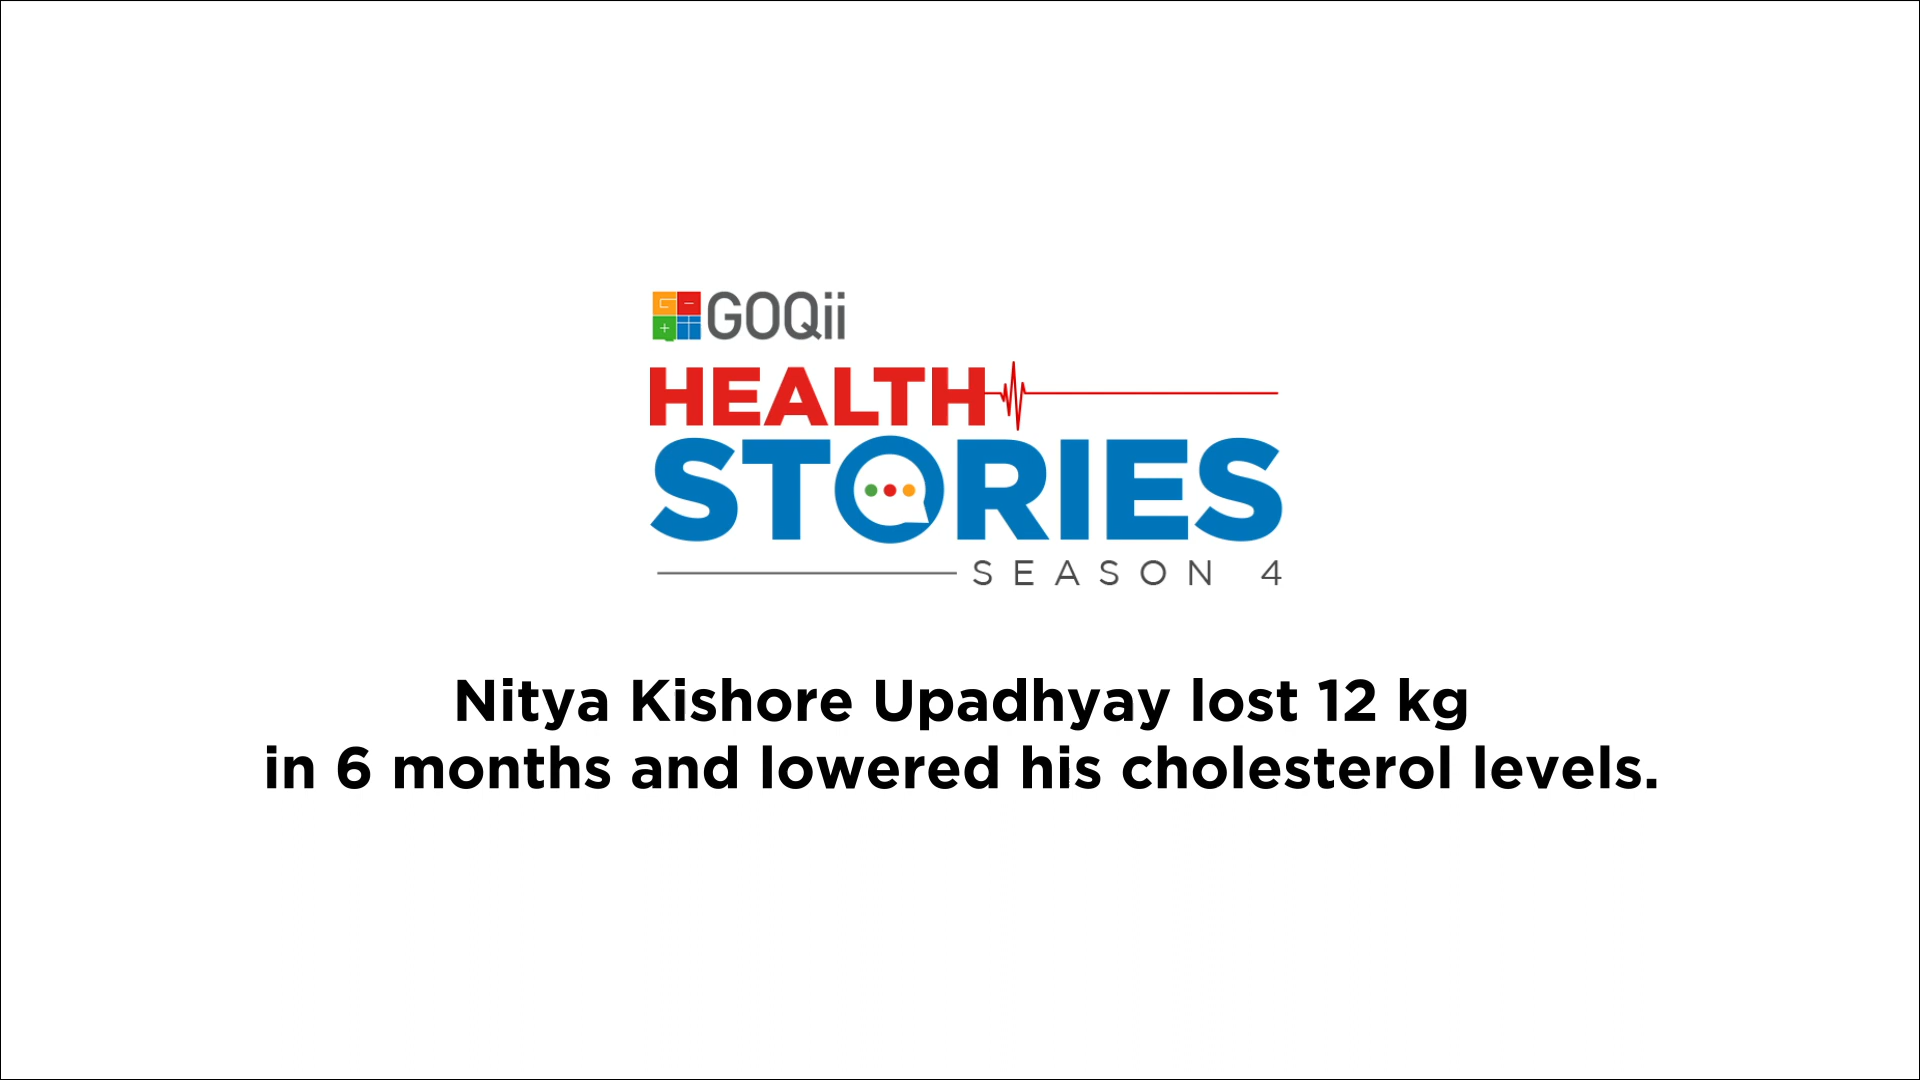 GOQii
HEALTH
STORIES
SEASON 4
Nitya Kishore Upadhyay lost 12 kg
in 6 months and lowered his cholesterol levels.